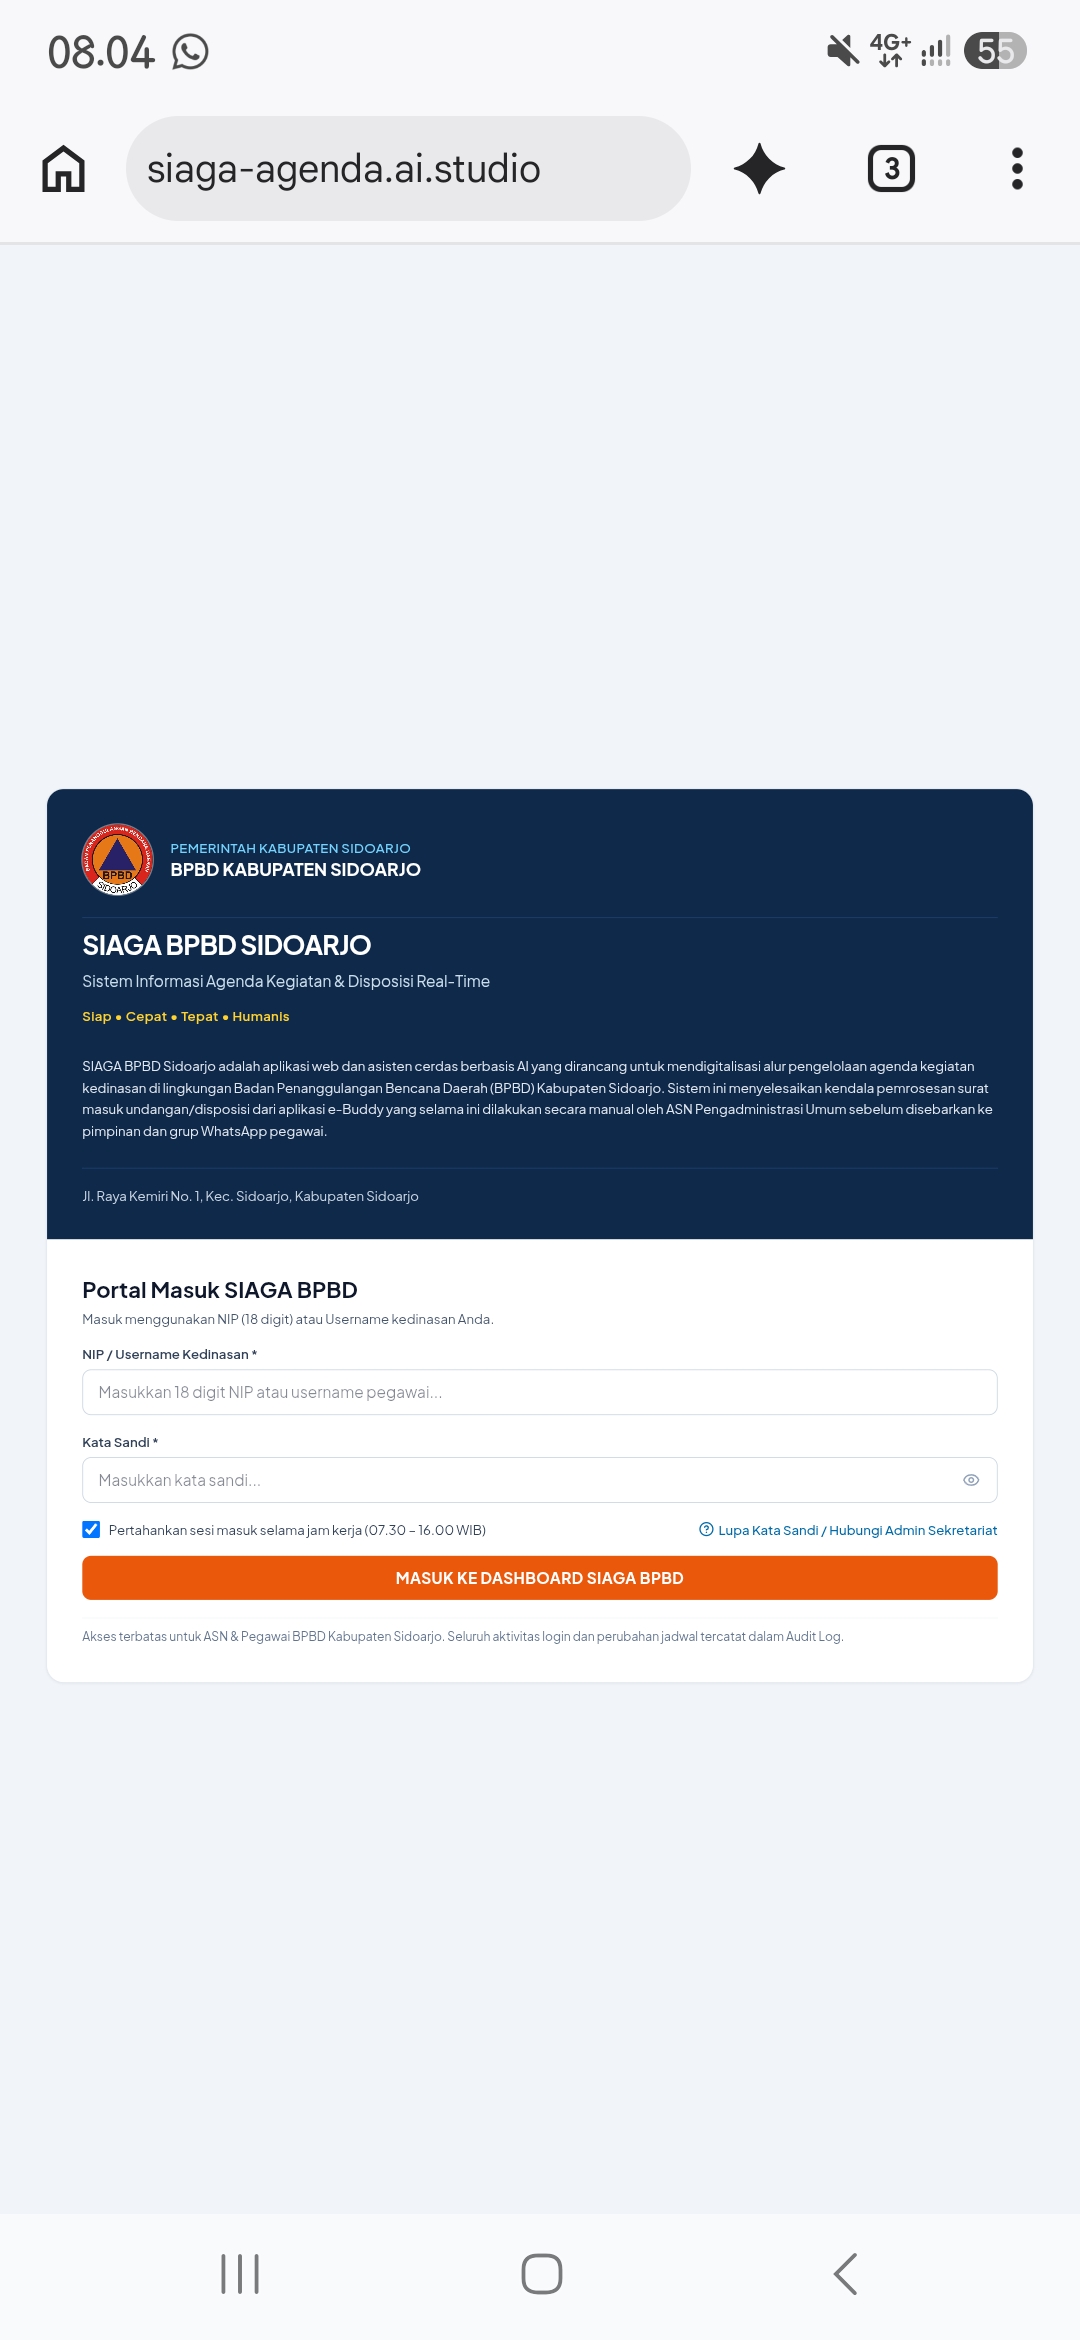 08.04
4G+
55
siaga-agenda.ai.studio
3
BPBD
SIDOARJO
PEMERINTAH KABUPATEN SIDOARJO
BPBD KABUPATEN SIDOARJO
SIAGA BPBD SIDOARJO
Sistem Informasi Agenda Kegiatan & Disposisi Real-Time
Siap • Cepat • Tepat • Humanis
SIAGA BPBD Sidoarjo adalah aplikasi web dan asisten cerdas berbasis AI yang dirancang untuk mendigitalisasi alur pengelolaan agenda kegiatan
kedinasan di lingkungan Badan Penanggulangan Bencana Daerah (BPBD) Kabupaten Sidoarjo. Sistem ini menyelesaikan kendala pemrosesan surat
masuk undangan/disposisi dari aplikasi e-Buddy yang selama ini dilakukan secara manual oleh ASN Pengadministrasi Umum sebelum disebarkan ke
pimpinan dan grup WhatsApp pegawai.
Jl. Raya Kemiri No. 1, Kec. Sidoarjo, Kabupaten Sidoarjo
Portal Masuk SIAGA BPBD
Masuk menggunakan NIP (18 digit) atau Username kedinasan Anda.
NIP / Username Kedinasan *
Masukkan 18 digit NIP atau username pegawai...
Kata Sandi *
Masukkan kata sandi...
Pertahankan sesi masuk selama jam kerja (07.30 – 16.00 WIB)
Lupa Kata Sandi / Hubungi Admin Sekretariat
MASUK KE DASHBOARD SIAGA BPBD
Akses terbatas untuk ASN & Pegawai BPBD Kabupaten Sidoarjo. Seluruh aktivitas login dan perubahan jadwal tercatat dalam Audit Log.